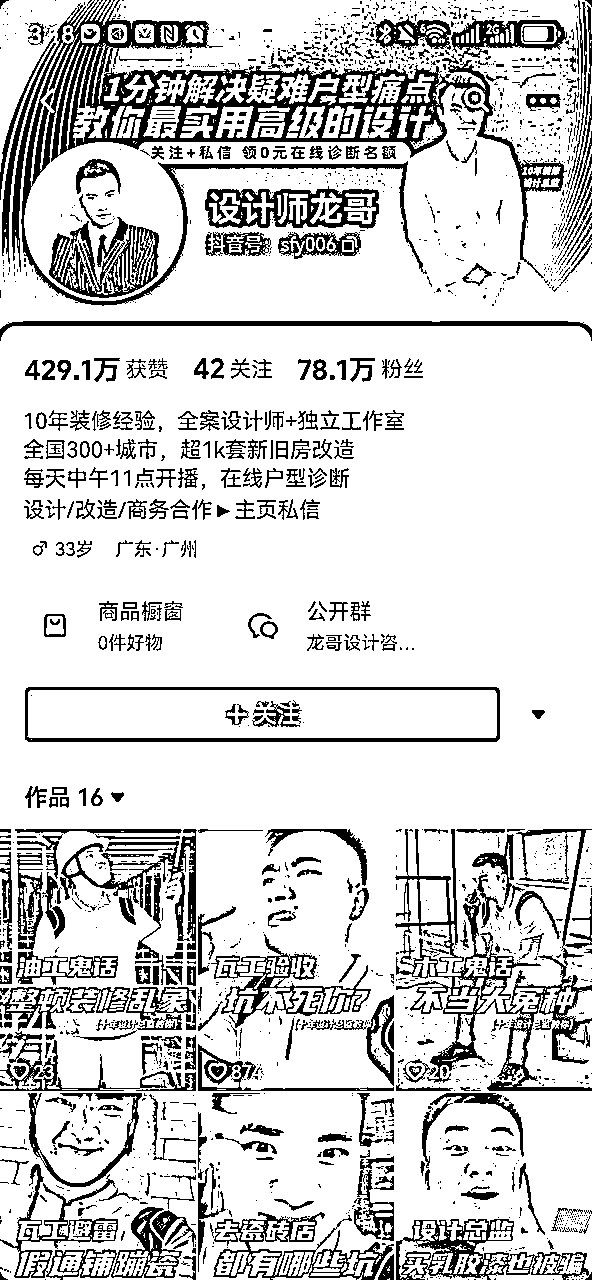 1分钟解决疑难户型痛点
教你最实用高级的设计
关注+私信 领0元在线诊断名额
设计师龙哥
抖音号: sfy006
429.1万 获赞 42 关注 78.1万 粉丝
10年装修经验，全案设计师+独立工作室
全国300+城市，超1k套新旧房改造
每天中午11点开播，在线户型诊断
设计/改造/商务合作▶主页私信
♂ 33岁 广东·广州
商品橱窗 公开群
0件好物 龙哥设计咨...
+ 关注
作品 16 ▼
油工鬼话 瓦工验收 木工鬼话
整顿装修乱象 坑不死你? 不当大冤种
瓦工避雷 去瓷砖店 设计总监
假通铺蹦瓷 都有哪些坑 买乳胶漆也被骗